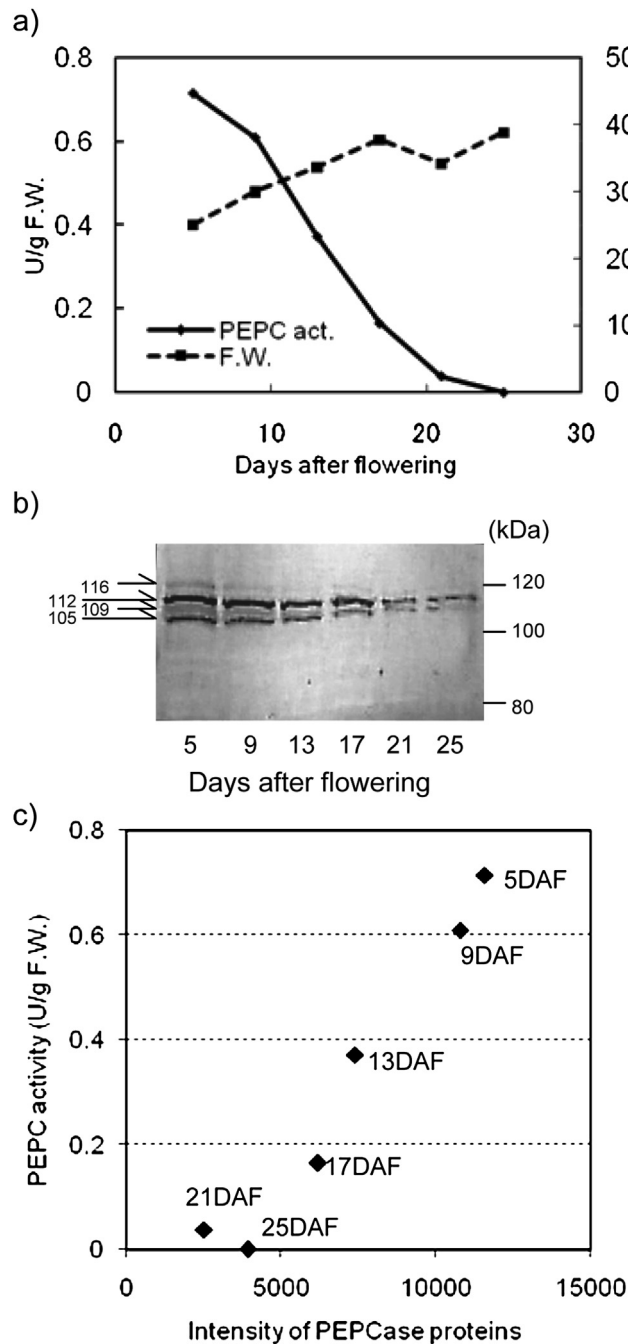 a)
0.8
0.6
0.4
0.2
0
U/g F.W.
PEPC act.
F.W.
50
40
30
20
10
0
0 10 20 30
Days after flowering
b)
(kDa)
116
112
109
105
120
100
80
5 9 13 17 21 25
Days after flowering
c)
0.8
0.6
0.4
0.2
0
PEPC activity (U/g F.W.)
5DAF
9DAF
13DAF
17DAF
21DAF
25DAF
0 5000 10000 15000
Intensity of PEPCase proteins